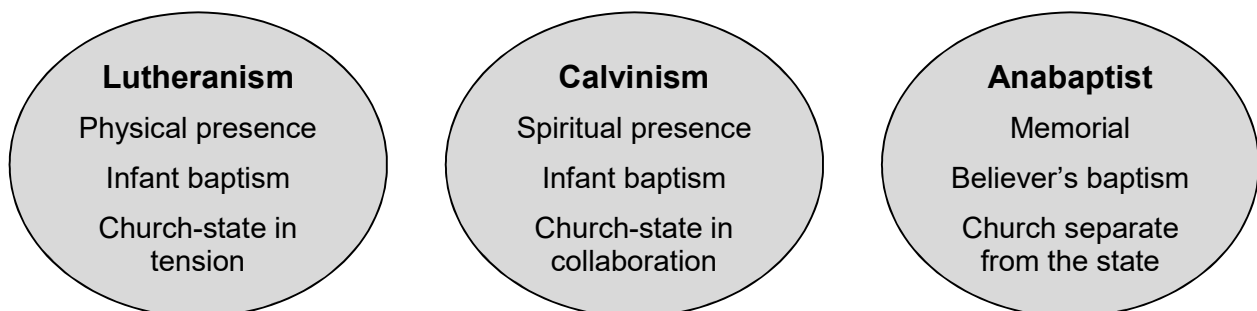 Lutheranism
Physical presence
Infant baptism
Church-state in
tension
Calvinism
Spiritual presence
Infant baptism
Church-state in
collaboration
Anabaptist
Memorial
Believer’s baptism
Church separate
from the state